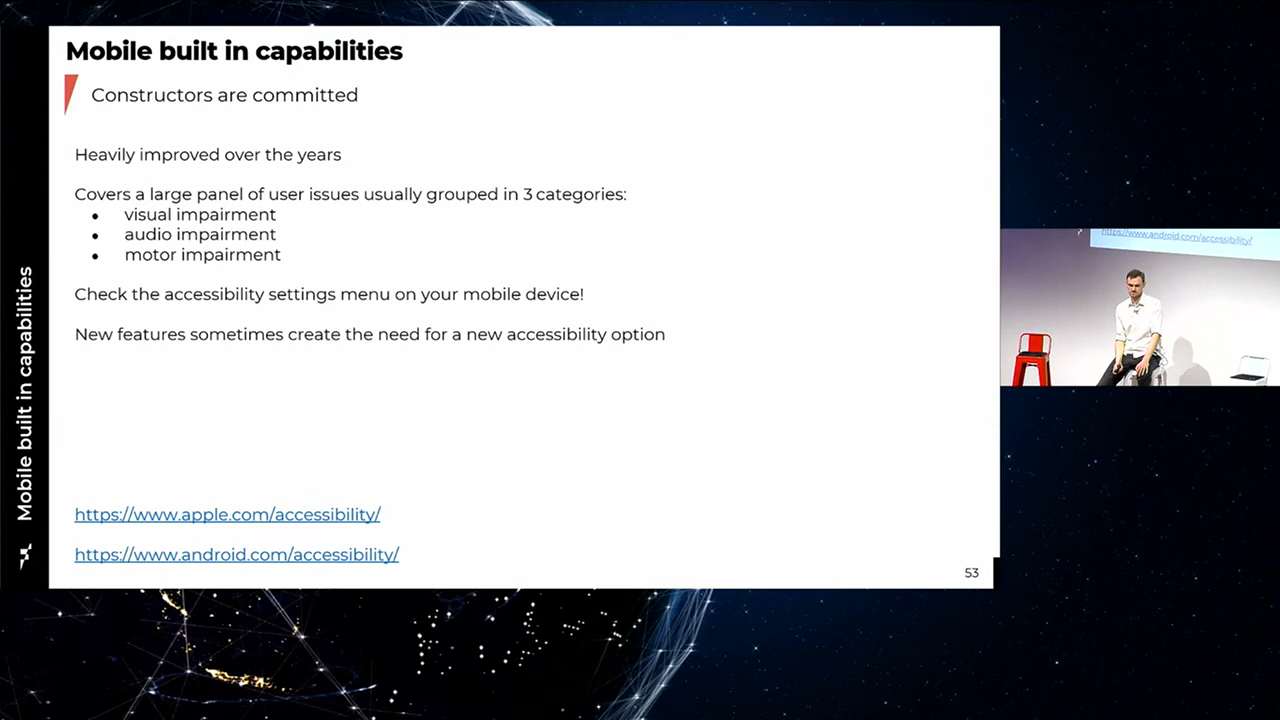 Mobile built in capabilities
Constructors are committed
Heavily improved over the years
Covers a large panel of user issues usually grouped in 3 categories:
• visual impairment
• audio impairment
• motor impairment
Check the accessibility settings menu on your mobile device!
New features sometimes create the need for a new accessibility option
https://www.apple.com/accessibility/
https://www.android.com/accessibility/
53
Mobile built in capabilities
https://www.android.com/accessibility/